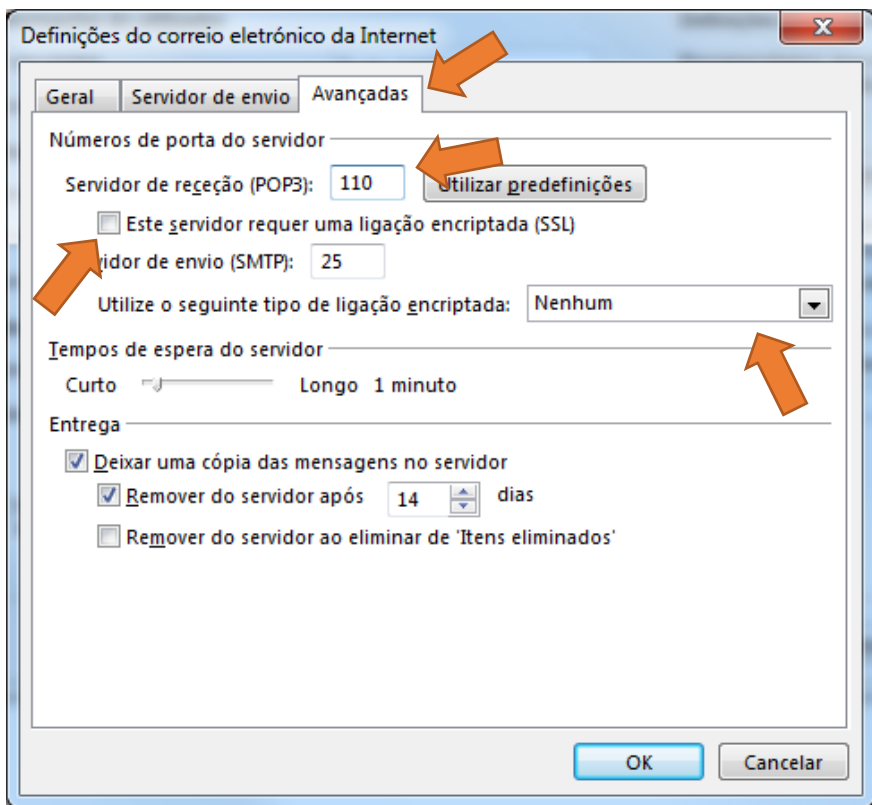 Definições do correio eletrónico da Internet
Geral Servidor de envio Avançadas
Números de porta do servidor
Servidor de receção (POP3): 110 Utilizar predefinições
Este servidor requer uma ligação encriptada (SSL)
vidor de envio (SMTP): 25
Utilize o seguinte tipo de ligação encriptada: Nenhum
Tempos de espera do servidor
Curto Longo 1 minuto
Entrega
Deixar uma cópia das mensagens no servidor
Remover do servidor após 14 dias
Remover do servidor ao eliminar de 'Itens eliminados'
OK Cancelar